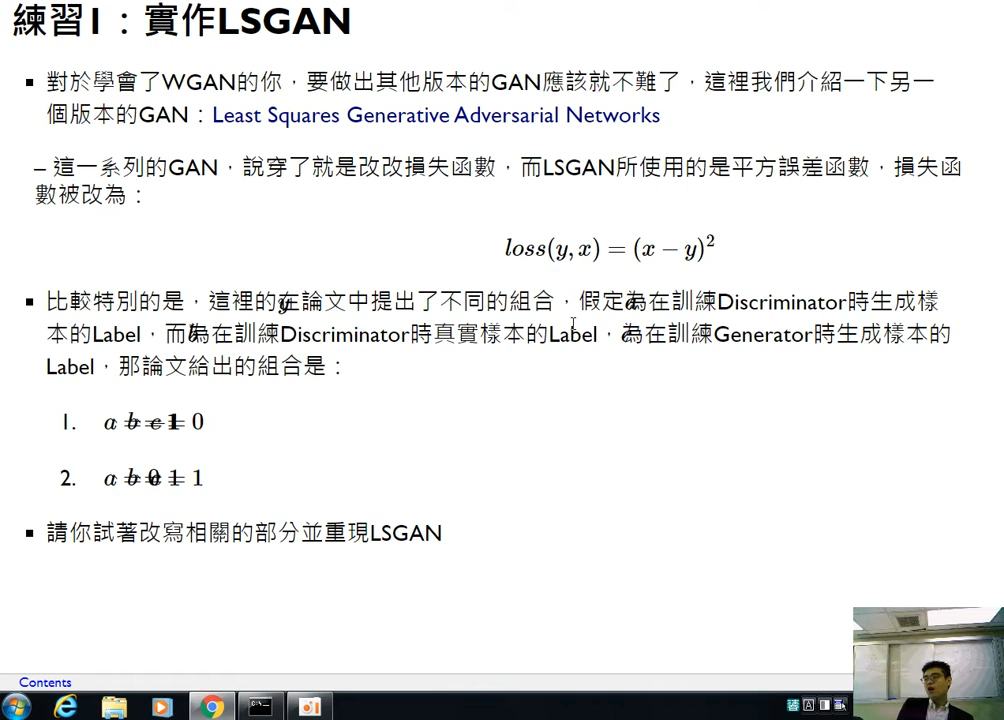 練習1：實作LSGAN
▪ 對於學會了WGAN的你，要做出其他版本的GAN應該就不難了，這裡我們介紹一下另一
個版本的GAN：Least Squares Generative Adversarial Networks
– 這一系列的GAN，說穿了就是改改損失函數，而LSGAN所使用的是平方誤差函數，損失函
數被改為：
loss(y, x) = (x − y)²
▪ 比較特別的是，這裡的y在論文中提出了不同的組合，假定a為在訓練Discriminator時生成樣
本的Label，而b為在訓練Discriminator時真實樣本的Label，c為在訓練Generator時生成樣本的
Label，那論文給出的組合是：
1. a
2. a
▪ 請你試著改寫相關的部分並重現LSGAN
Contents